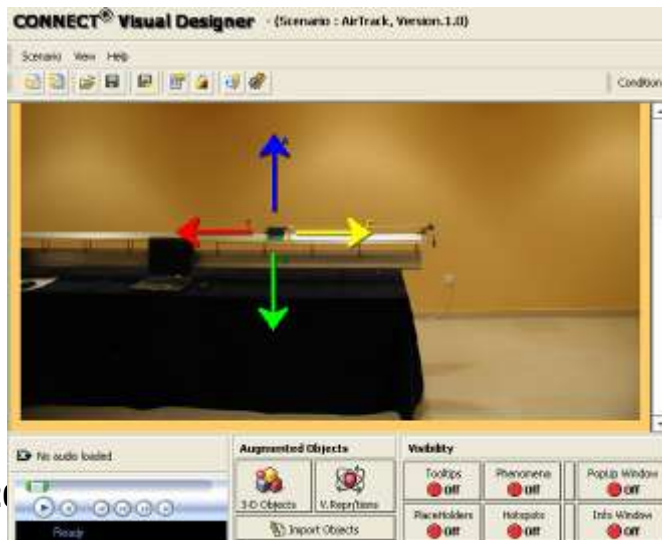 CONNECT® Visual Designer - (Scenario : AirTrack, Version.1.0)
Scenario View Help
Condition
A
No audio loaded
Augmented Objects
Visibility
3-D Objects
V.Repr/tions
Tooltips
Off
Phenomena
Off
PopUp Window
Off
Import Objects
PlaceHolders
Off
Hotspots
Off
Info Window
Off
Ready